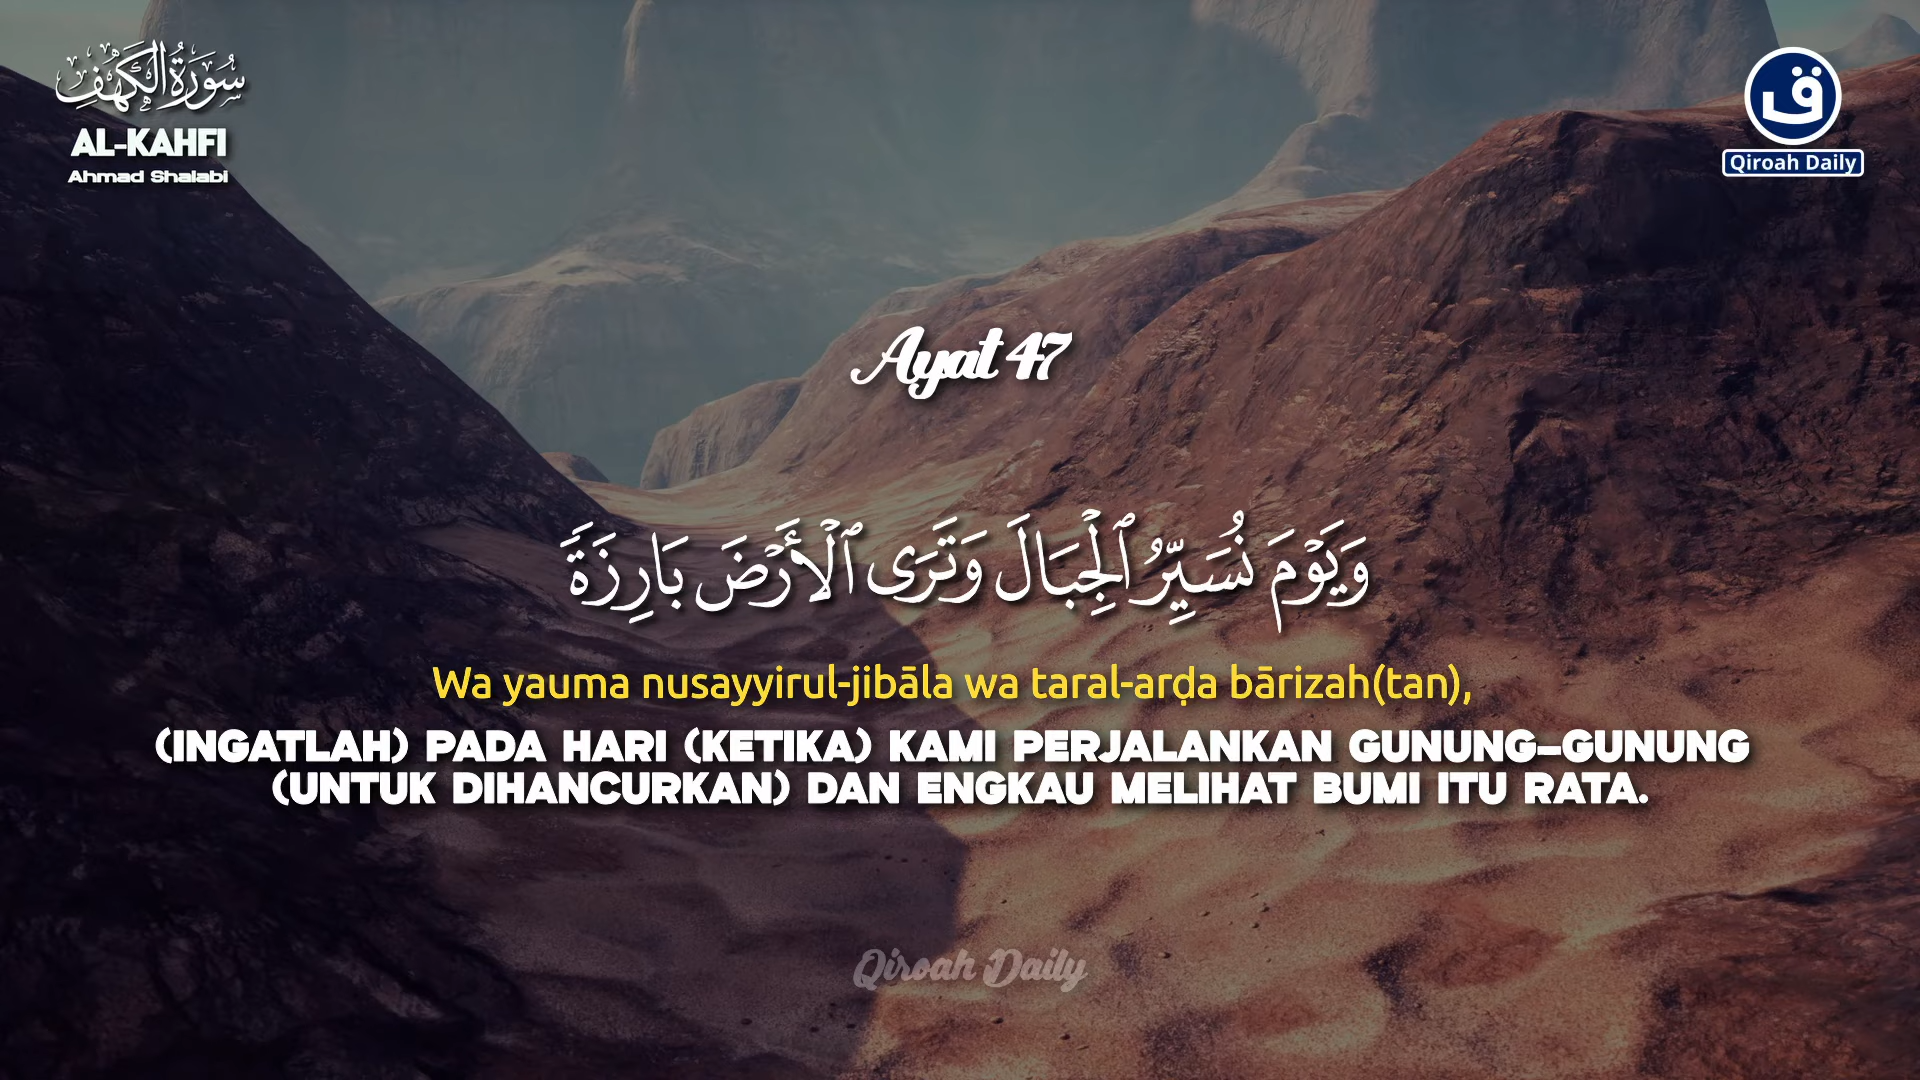 سُورَةُ الكَهْفِ
AL-KAHFI
Ahmad Shalabi
ق
Qiroah Daily
Ayat 47
وَيَوْمَ نُسَيِّرُ ٱلْجِبَالَ وَتَرَى ٱلْأَرْضَ بَارِزَةً
Wa yauma nusayyirul-jibāla wa taral-arḍa bārizah(tan),
(INGATLAH) PADA HARI (KETIKA) KAMI PERJALANKAN GUNUNG-GUNUNG
(UNTUK DIHANCURKAN) DAN ENGKAU MELIHAT BUMI ITU RATA.
Qiroah Daily